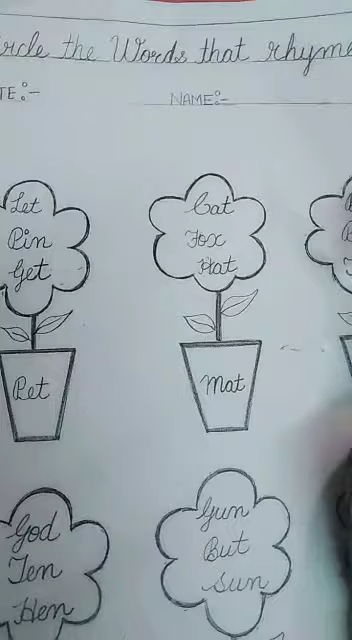 the Words that rhyme
TE:-
NAME:-
Let
Pin
Get
Pet
Cat
Fox
Hat
Mat
God
Ten
Hen
Gun
But
Sun